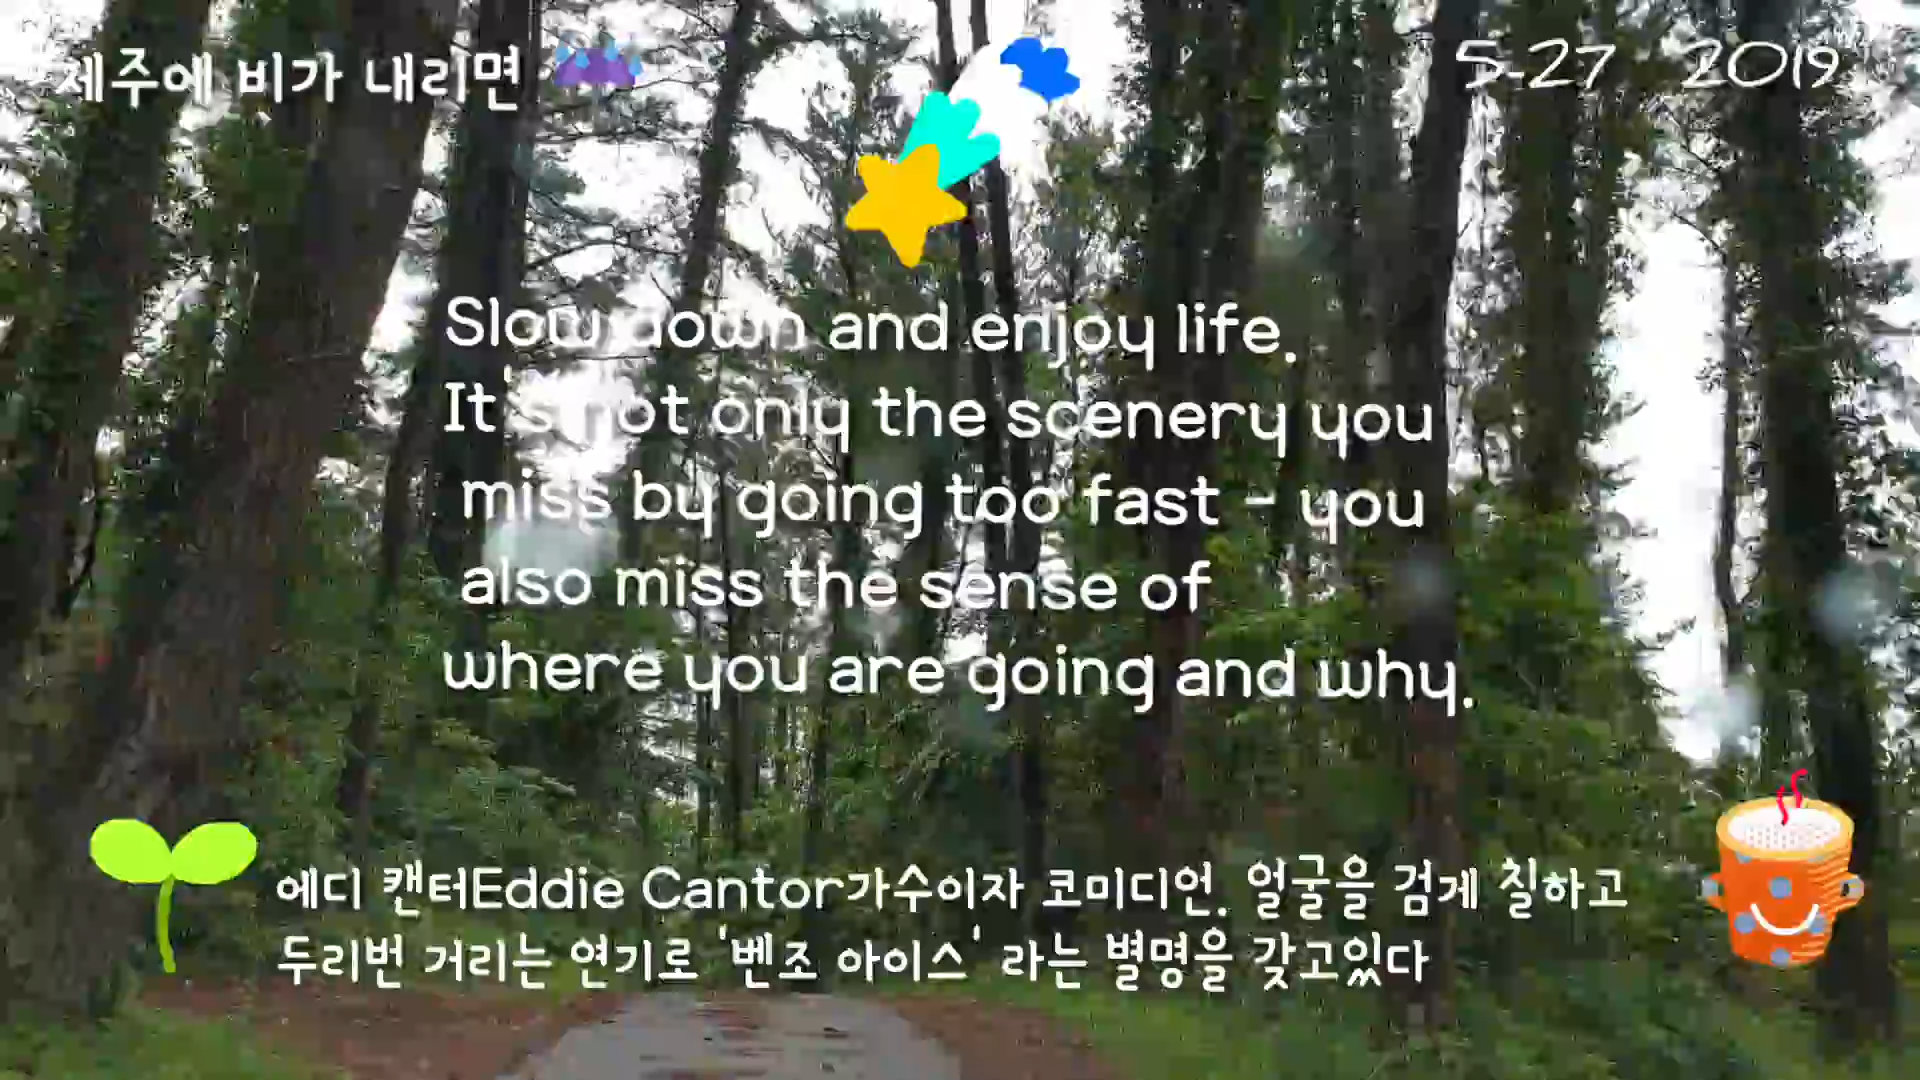 제주에 비가 내리면
5-27 2019
Slow down and enjoy life.
It's not only the scenery you
miss by going too fast - you
also miss the sense of
where you are going and why.
에디 캔터Eddie Cantor가수이자 코미디언. 얼굴을 검게 칠하고
두리번 거리는 연기로 '벤조 아이스' 라는 별명을 갖고있다